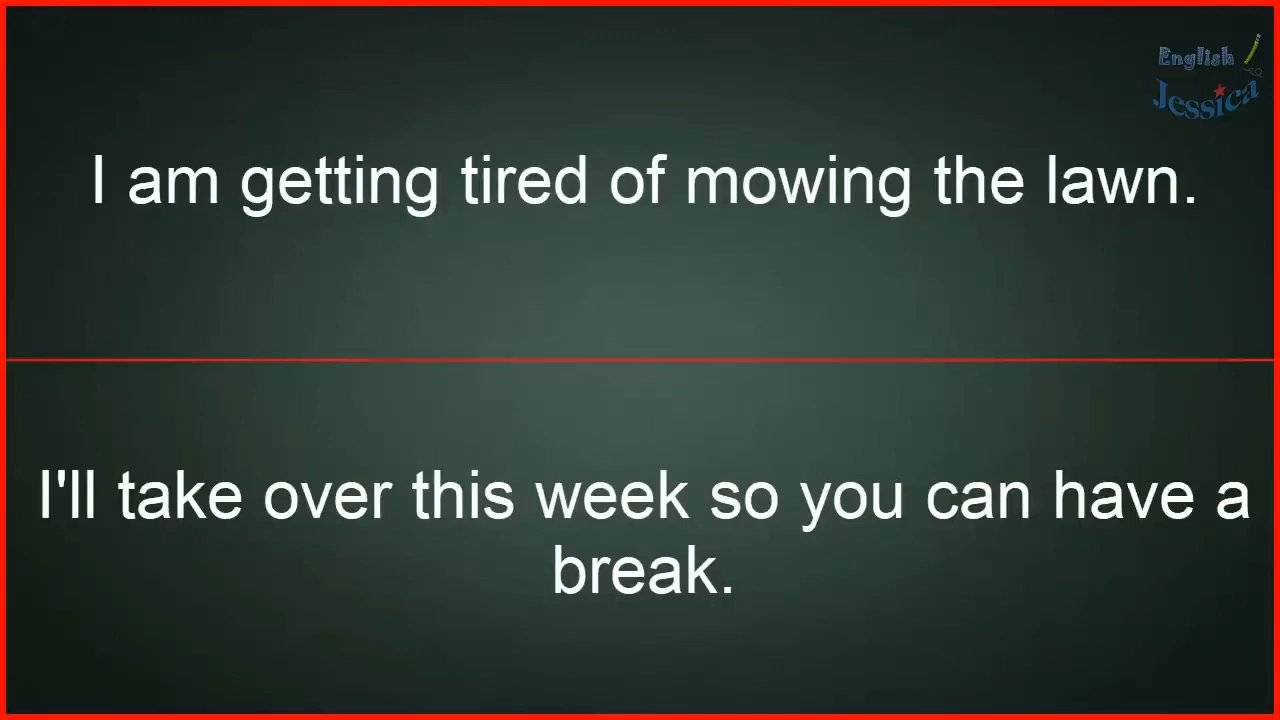 English
Jessica
I am getting tired of mowing the lawn.
I'll take over this week so you can have a
break.